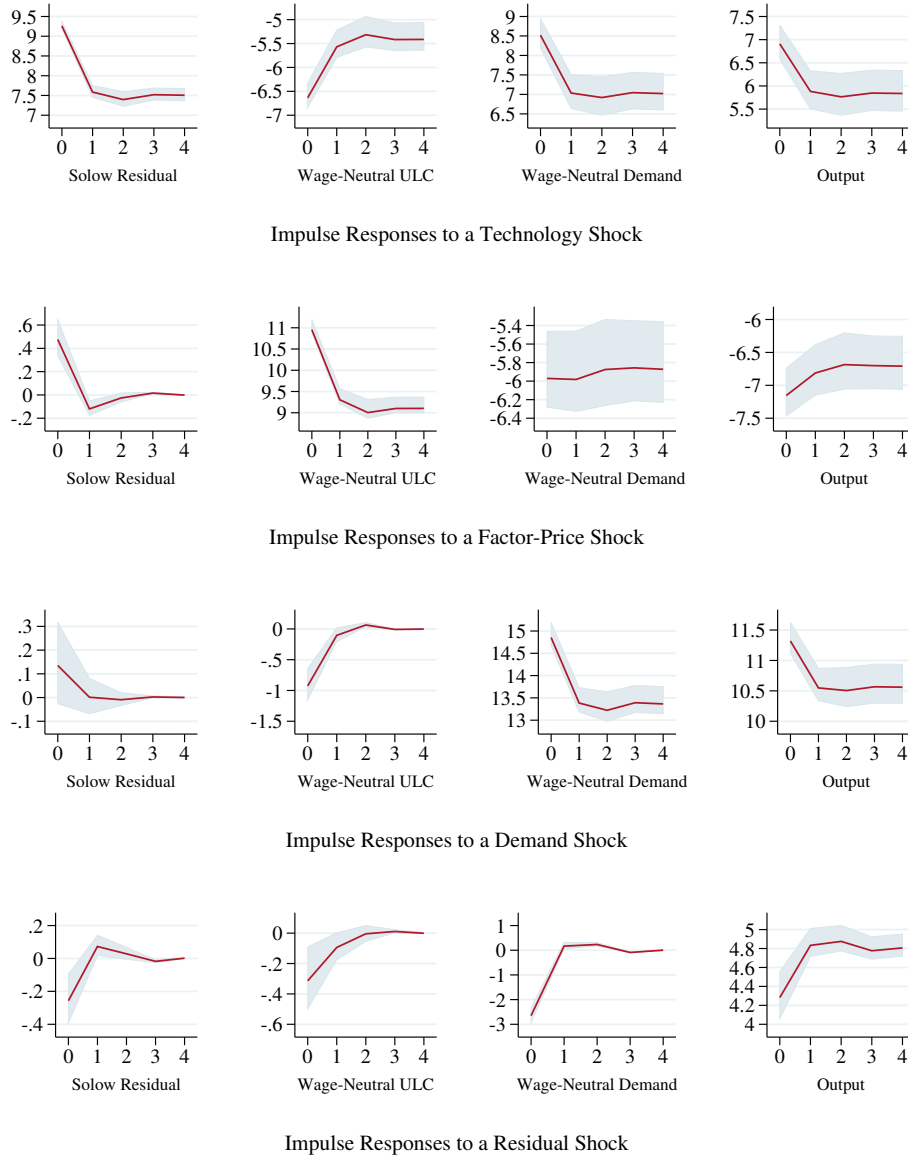 9.5
9
8.5
8
7.5
7
0 1 2 3 4
Solow Residual
-5
-5.5
-6
-6.5
-7
0 1 2 3 4
Wage-Neutral ULC
9
8.5
8
7.5
7
6.5
0 1 2 3 4
Wage-Neutral Demand
7.5
7
6.5
6
5.5
0 1 2 3 4
Output
Impulse Responses to a Technology Shock
.6
.4
.2
0
-.2
0 1 2 3 4
Solow Residual
11
10.5
10
9.5
9
0 1 2 3 4
Wage-Neutral ULC
-5.4
-5.6
-5.8
-6
-6.2
-6.4
0 1 2 3 4
Wage-Neutral Demand
-6
-6.5
-7
-7.5
0 1 2 3 4
Output
Impulse Responses to a Factor-Price Shock
.3
.2
.1
0
-.1
0 1 2 3 4
Solow Residual
0
-.5
-1
-1.5
0 1 2 3 4
Wage-Neutral ULC
15
14.5
14
13.5
13
0 1 2 3 4
Wage-Neutral Demand
11.5
11
10.5
10
0 1 2 3 4
Output
Impulse Responses to a Demand Shock
.2
0
-.2
-.4
0 1 2 3 4
Solow Residual
0
-.2
-.4
-.6
0 1 2 3 4
Wage-Neutral ULC
1
0
-1
-2
-3
0 1 2 3 4
Wage-Neutral Demand
5
4.8
4.6
4.4
4.2
4
0 1 2 3 4
Output
Impulse Responses to a Residual Shock